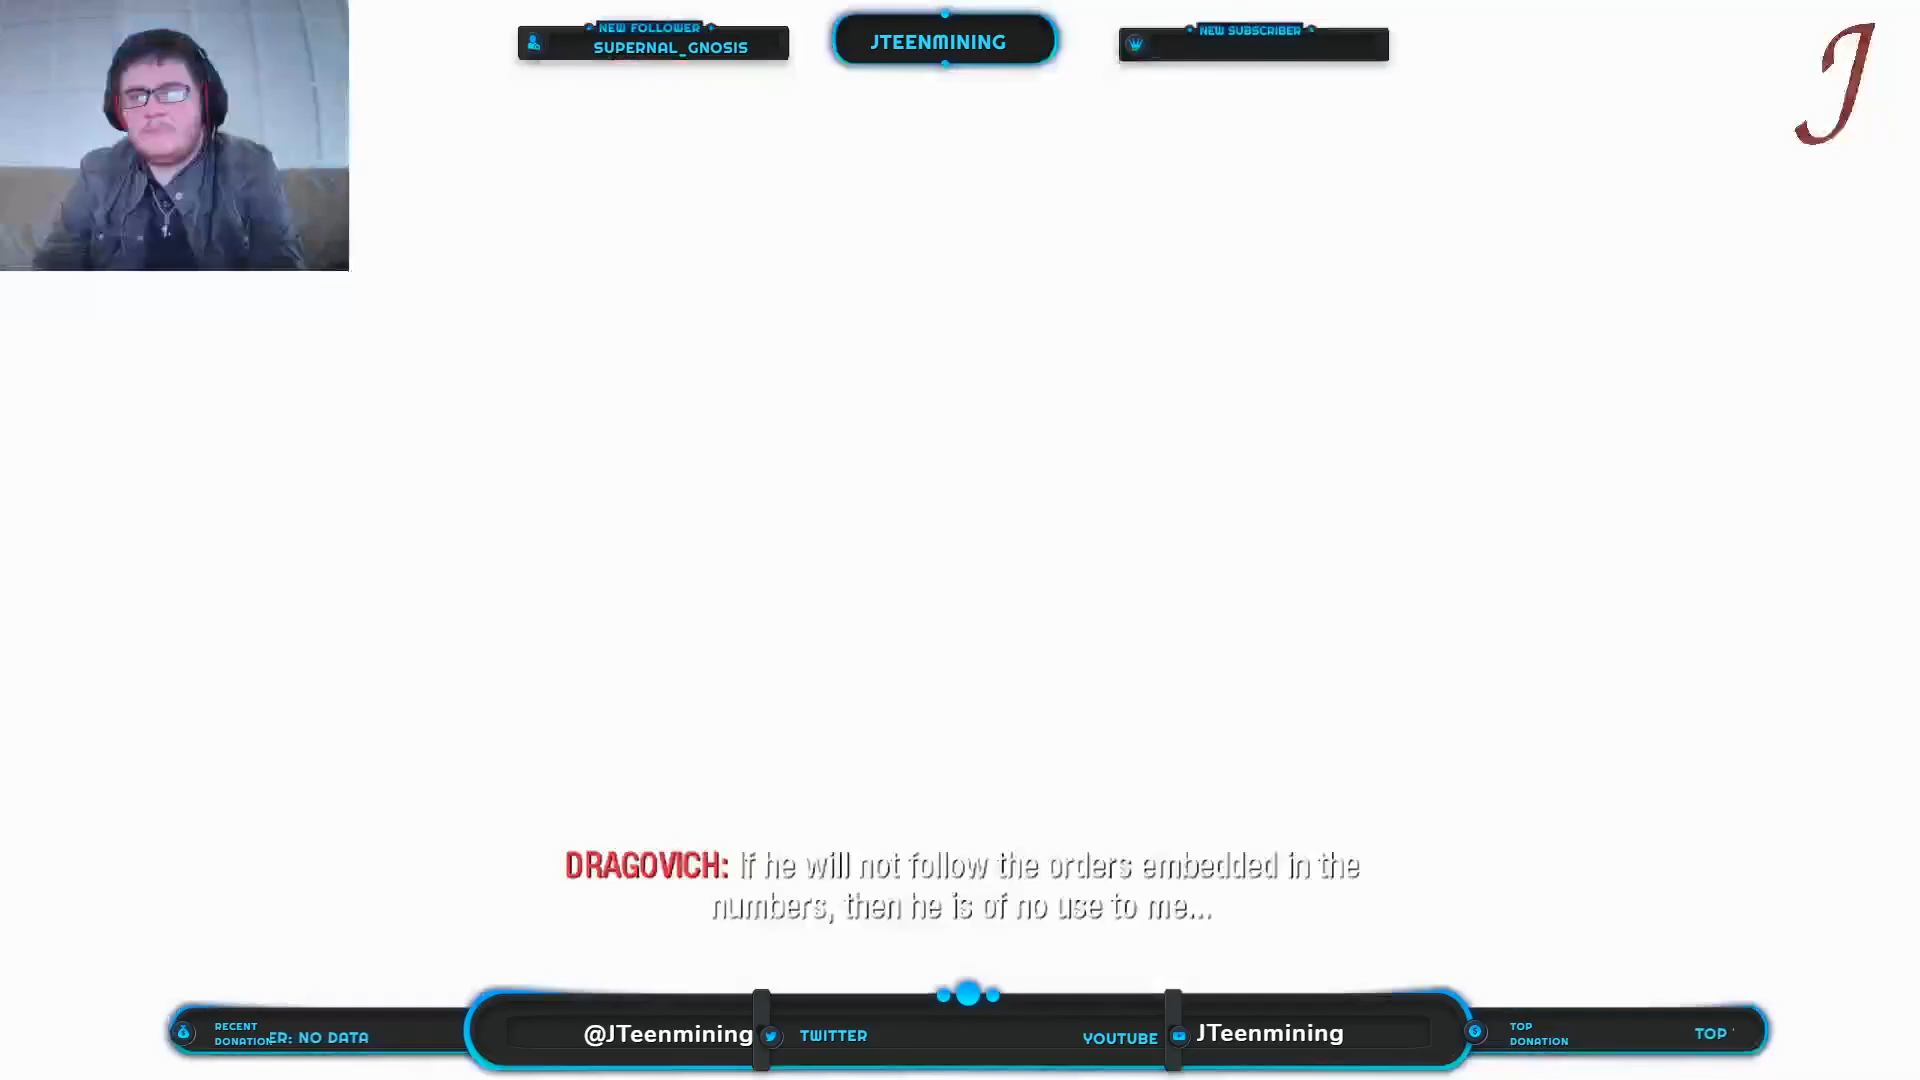 NEW FOLLOWER
SUPERNAL_GNOSIS
JTEENMINING
NEW SUBSCRIBER
J
DRAGOVICH: If he will not follow the orders embedded in the
numbers, then he is of no use to me...
RECENT
DONATION
ER: NO DATA
@JTeenmining
TWITTER
YOUTUBE
JTeenmining
TOP
DONATION
TOP